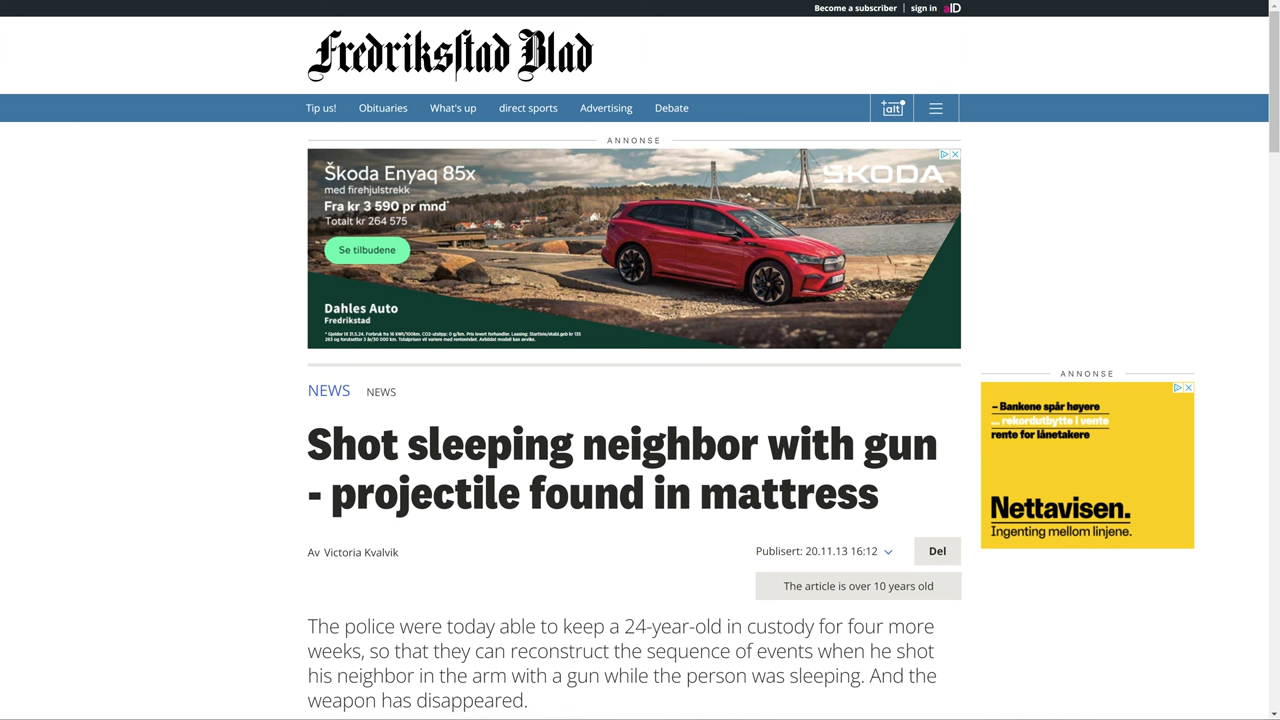 Become a subscriber | sign in aID
Fredriksstad Blad
Tip us! Obituaries What's up direct sports Advertising Debate +alt
ANNONSE
Škoda Enyaq 85x
med firehjulstrekk
Fra kr 3 590 pr mnd*
Totalt kr 264 575
Se tilbudene
SKODA
Dahles Auto
Fredrikstad
ANNONSE
– Bankene spår høyere
... rekordutbytte i vente
rente for lånetakere
Nettavisen.
Ingenting mellom linjene.
NEWS NEWS
Shot sleeping neighbor with gun
- projectile found in mattress
Av Victoria Kvalvik
Publisert: 20.11.13 16:12
Del
The article is over 10 years old
The police were today able to keep a 24-year-old in custody for four more
weeks, so that they can reconstruct the sequence of events when he shot
his neighbor in the arm with a gun while the person was sleeping. And the
weapon has disappeared.